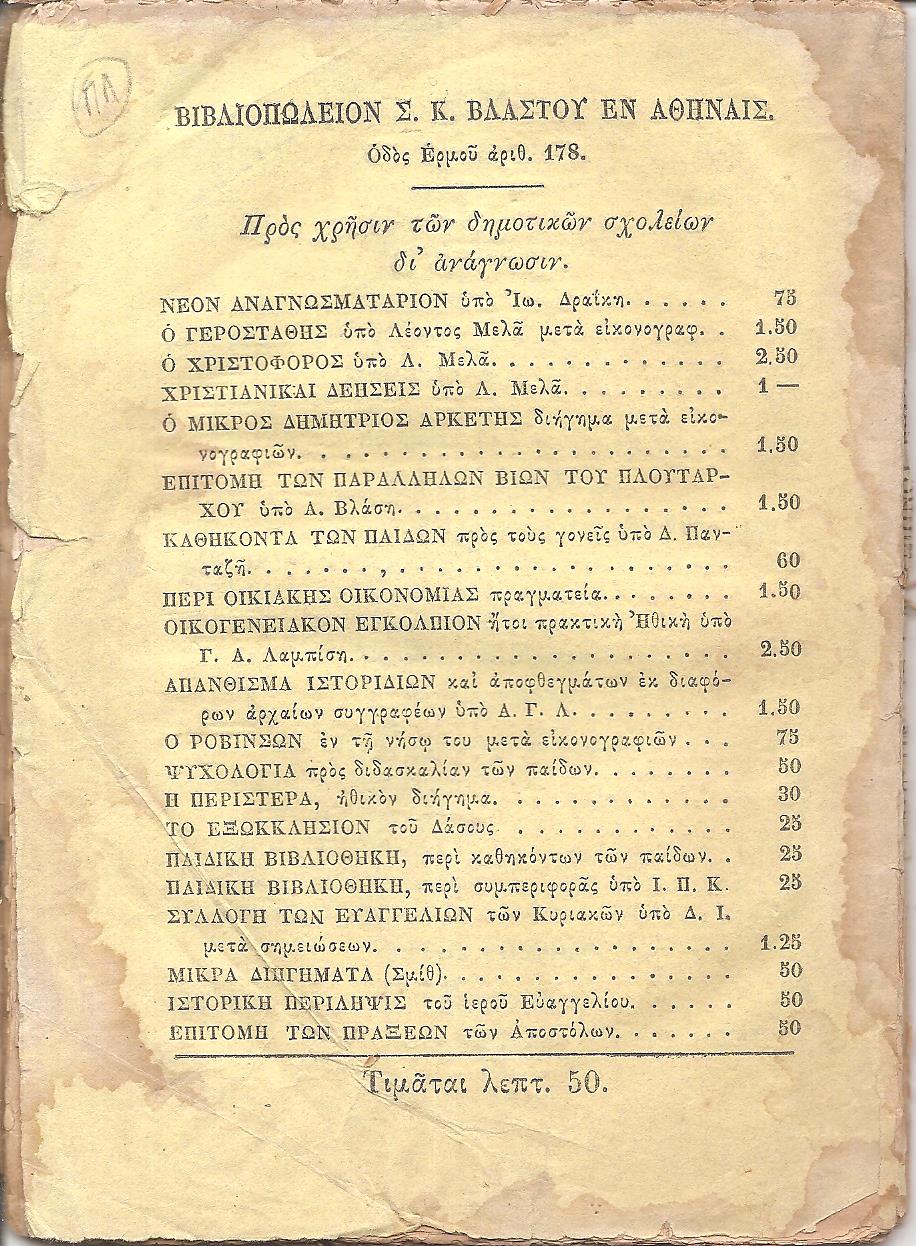 ΠΛ
ΒΙΒΛΙΟΠΩΛΕΙΟΝ Σ. Κ. ΒΛΑΣΤΟΥ ΕΝ ΑΘΗΝΑΙΣ.
Ὁδὸς Ἑρμοῦ ἀριθ. 178.
Πρὸς χρῆσιν τῶν δημοτικῶν σχολείων
δι' ἀνάγνωσιν.
ΝΕΟΝ ΑΝΑΓΝΩΣΜΑΤΑΡΙΟΝ ὑπὸ Ἰω. Δραΐκη. . . . . . 75
Ὁ ΓΕΡΟΣΤΑΘΗΣ ὑπὸ Λέοντος Μελᾶ μετὰ εἰκονογραφ. . 1.50
Ὁ ΧΡΙΣΤΟΦΟΡΟΣ ὑπὸ Λ. Μελᾶ. . . . . . . . . . . . . 2,50
ΧΡΙΣΤΙΑΝΙΚΑΙ ΔΕΗΣΕΙΣ ὑπὸ Λ. Μελᾶ. . . . . . . . . 1 —
Ὁ ΜΙΚΡΟΣ ΔΗΜΗΤΡΙΟΣ ΑΡΚΕΤΗΣ διήγημα μετὰ εἰκο-
νογραφιῶν. . . . . . . . . . . . . . . . . . . . . . 1,50
ΕΠΙΤΟΜΗ ΤΩΝ ΠΑΡΑΛΛΗΛΩΝ ΒΙΩΝ ΤΟΥ ΠΛΟΥΤΑΡ-
ΧΟΥ ὑπὸ Α. Βλάση. . . . . . . . . . . . . . . . . . 1.50
ΚΑΘΗΚΟΝΤΑ ΤΩΝ ΠΑΙΔΩΝ πρὸς τοὺς γονεῖς ὑπὸ Δ. Παν-
ταζῆ. . . . . . . , . . . . . . . . . . . . . . . . . 60
ΠΕΡΙ ΟΙΚΙΑΚΗΣ ΟΙΚΟΝΟΜΙΑΣ πραγματεία. . . . . . . . 1.50
ΟΙΚΟΓΕΝΕΙΑΚΟΝ ΕΓΚΟΛΠΙΟΝ ἤτοι πρακτικὴ Ἠθικὴ ὑπὸ
Γ. Α. Λαμπίση. . . . . . . . . . . . . . . . . . . . 2.50
ΑΠΑΝΘΙΣΜΑ ΙΣΤΟΡΙΔΙΩΝ καὶ ἀποφθεγμάτων ἐκ διαφό-
ρων ἀρχαίων συγγραφέων ὑπὸ Α. Γ. Λ. . . . . . . . . 1,50
Ὁ ΡΟΒΙΝΣΩΝ ἐν τῇ νήσῳ του μετὰ εἰκονογραφιῶν . . . 75
ΨΥΧΟΛΟΓΙΑ πρὸς διδασκαλίαν τῶν παίδων. . . . . . . . 50
Η ΠΕΡΙΣΤΕΡΑ, ἠθικὸν διήγημα. . . . . . . . . . . . . 30
ΤΟ ΕΞΩΚΚΛΗΣΙΟΝ τοῦ Δάσους . . . . . . . . . . . . 25
ΠΑΙΔΙΚΗ ΒΙΒΛΙΟΘΗΚΗ, περὶ καθηκόντων τῶν παίδων. . 25
ΠΑΙΔΙΚΗ ΒΙΒΛΙΟΘΗΚΗ, περὶ συμπεριφορᾶς ὑπὸ Ι. Π. Κ. 25
ΣΥΛΛΟΓΗ ΤΩΝ ΕΥΑΓΓΕΛΙΩΝ τῶν Κυριακῶν ὑπὸ Δ. Ι.
μετὰ σημειώσεων. . . . . . . . . . . . . . . . . . . 1.25
ΜΙΚΡΑ ΔΙΗΓΗΜΑΤΑ (Σμίθ). . . . . . . . . . . . . . . 50
ΙΣΤΟΡΙΚΗ ΠΕΡΙΛΗΨΙΣ τοῦ ἱεροῦ Εὐαγγελίου. . . . . . 50
ΕΠΙΤΟΜΗ ΤΩΝ ΠΡΑΞΕΩΝ τῶν Ἀποστόλων. . . . . . . 50
Τιμᾶται λεπτ. 50.